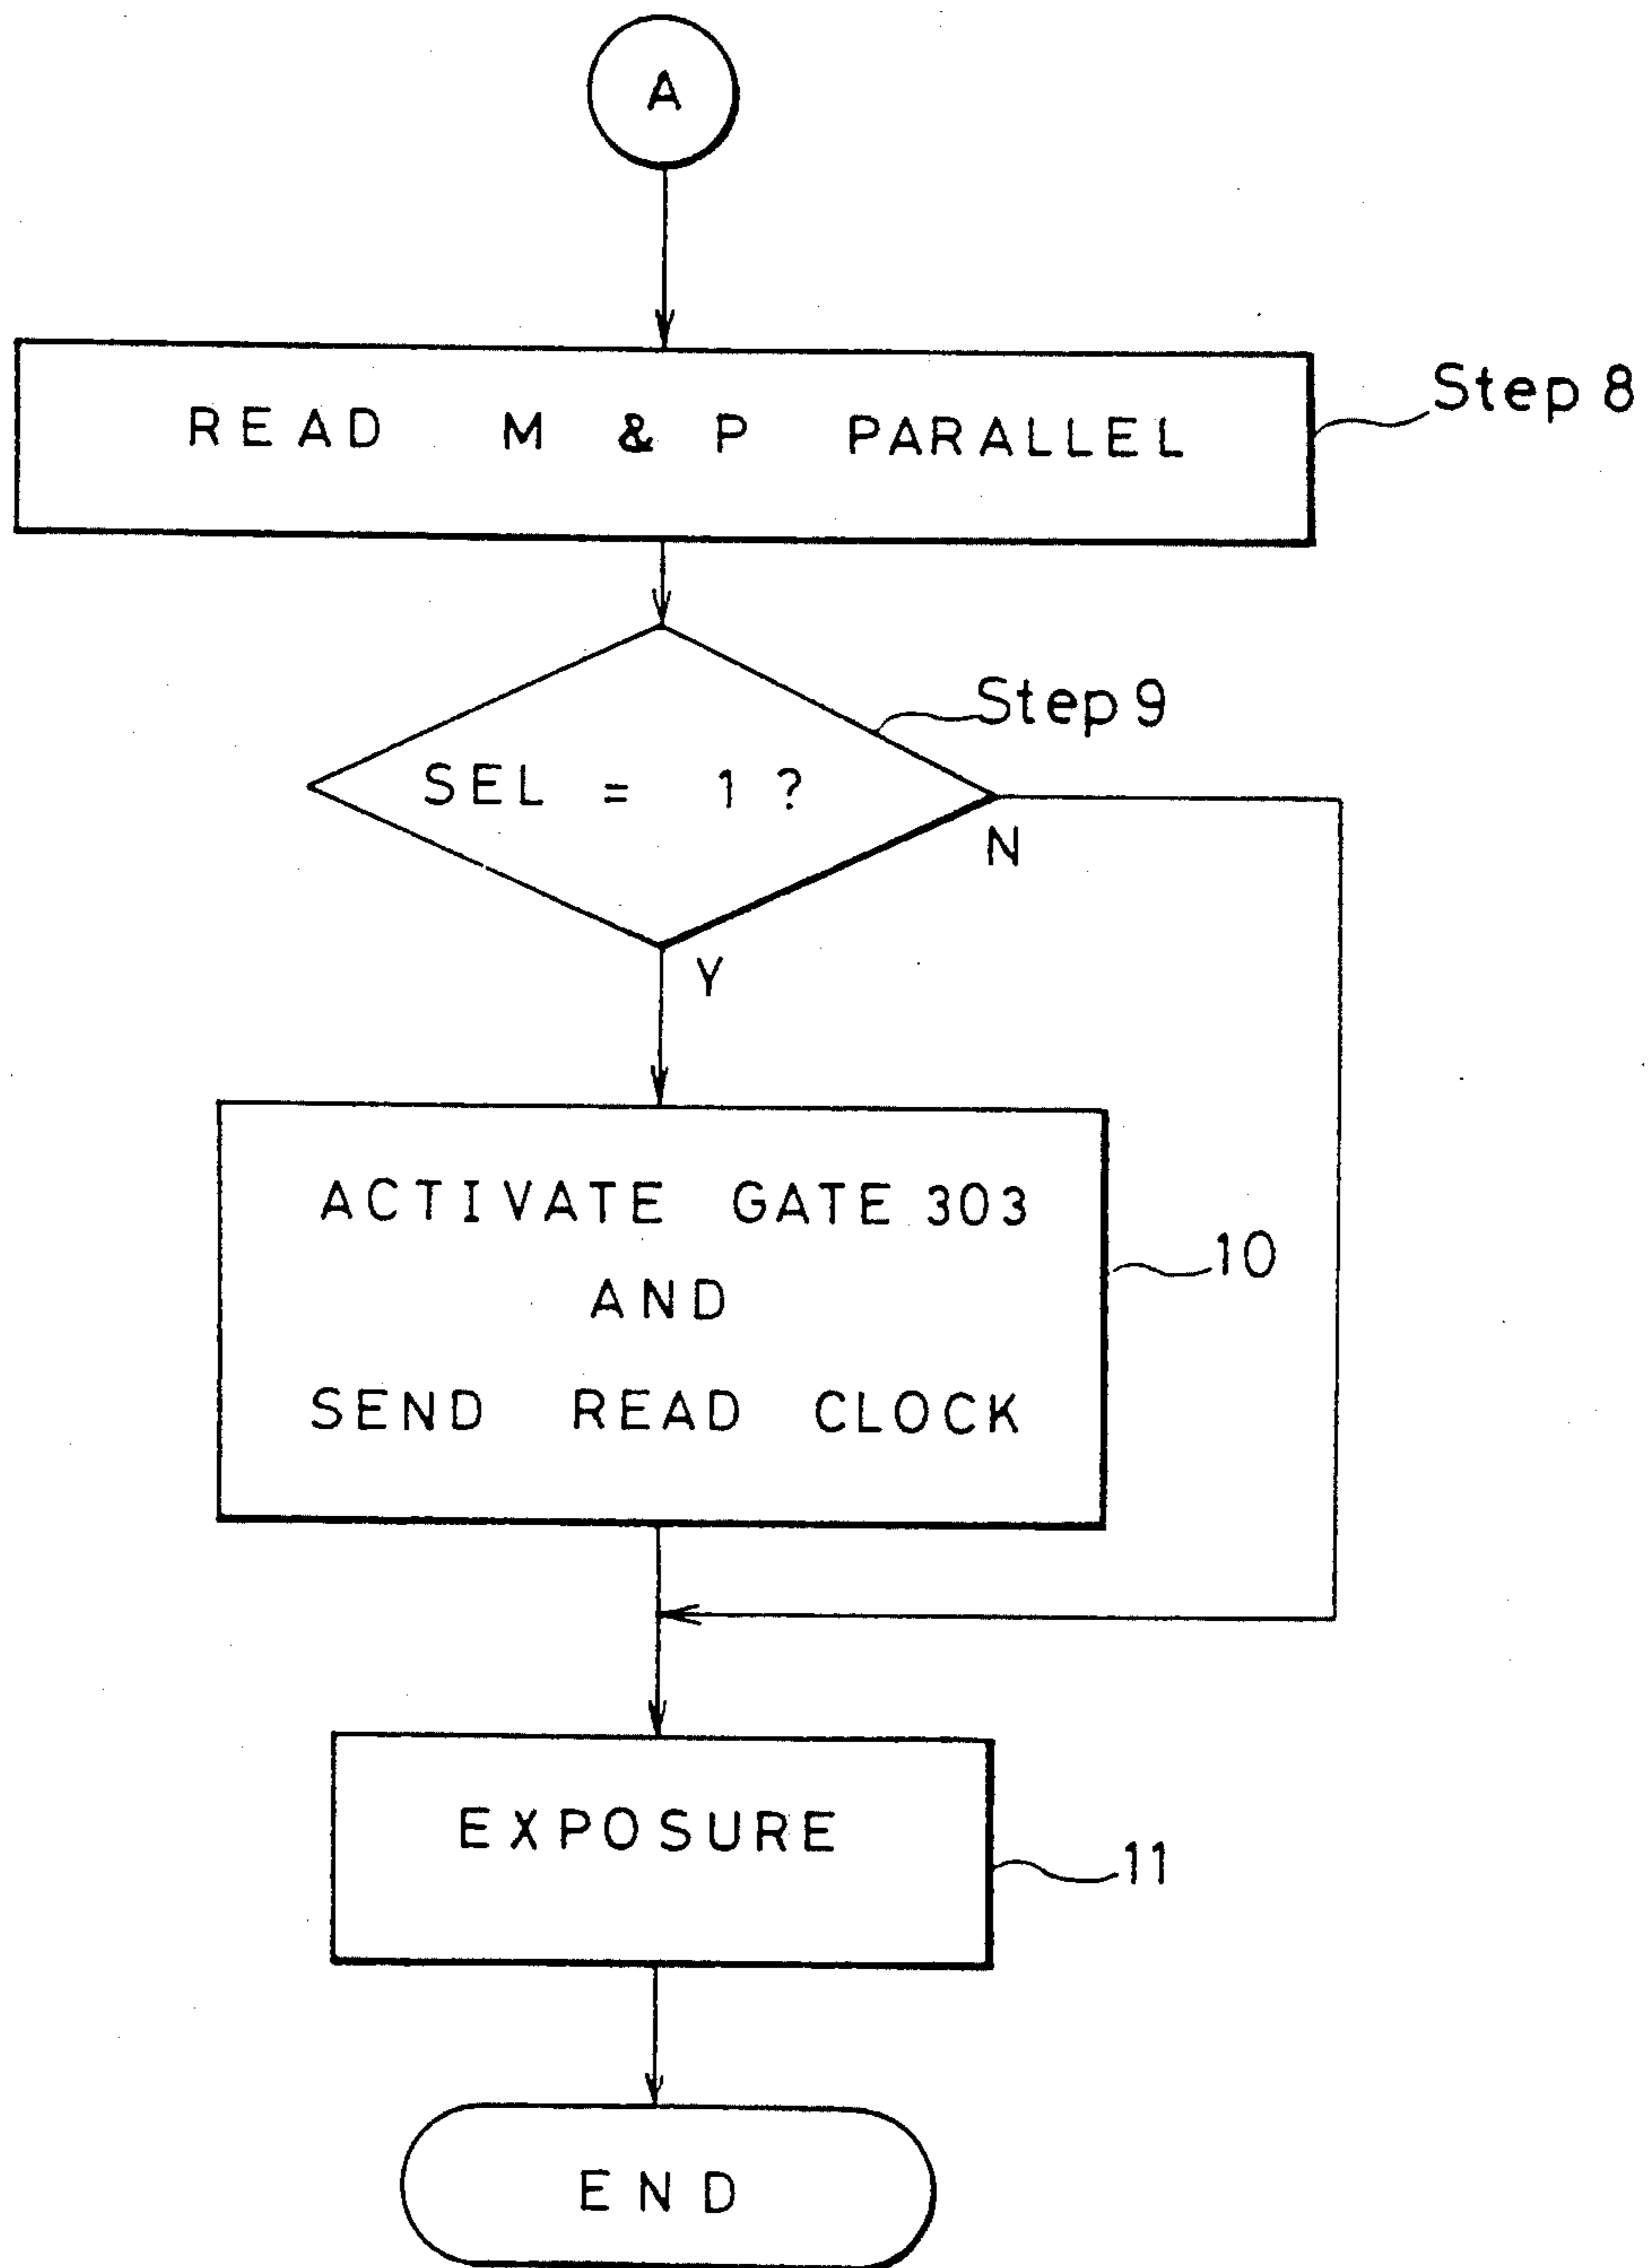 A
READ M & P PARALLEL
Step 8
Step 9
SEL = 1 ?
N
Y
ACTIVATE GATE 303
AND
SEND READ CLOCK
10
EXPOSURE
11
END